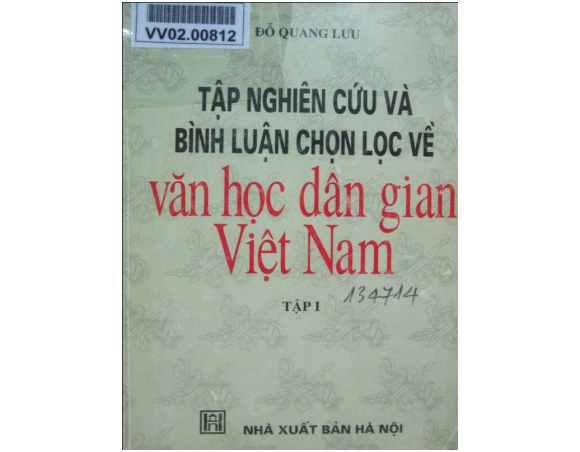 VV02.00812
ĐỖ QUANG LƯU
TẬP NGHIÊN CỨU VÀ
BÌNH LUẬN CHỌN LỌC VỀ
văn học dân gian
Việt Nam
134714
TẬP I
NHÀ XUẤT BẢN HÀ NỘI